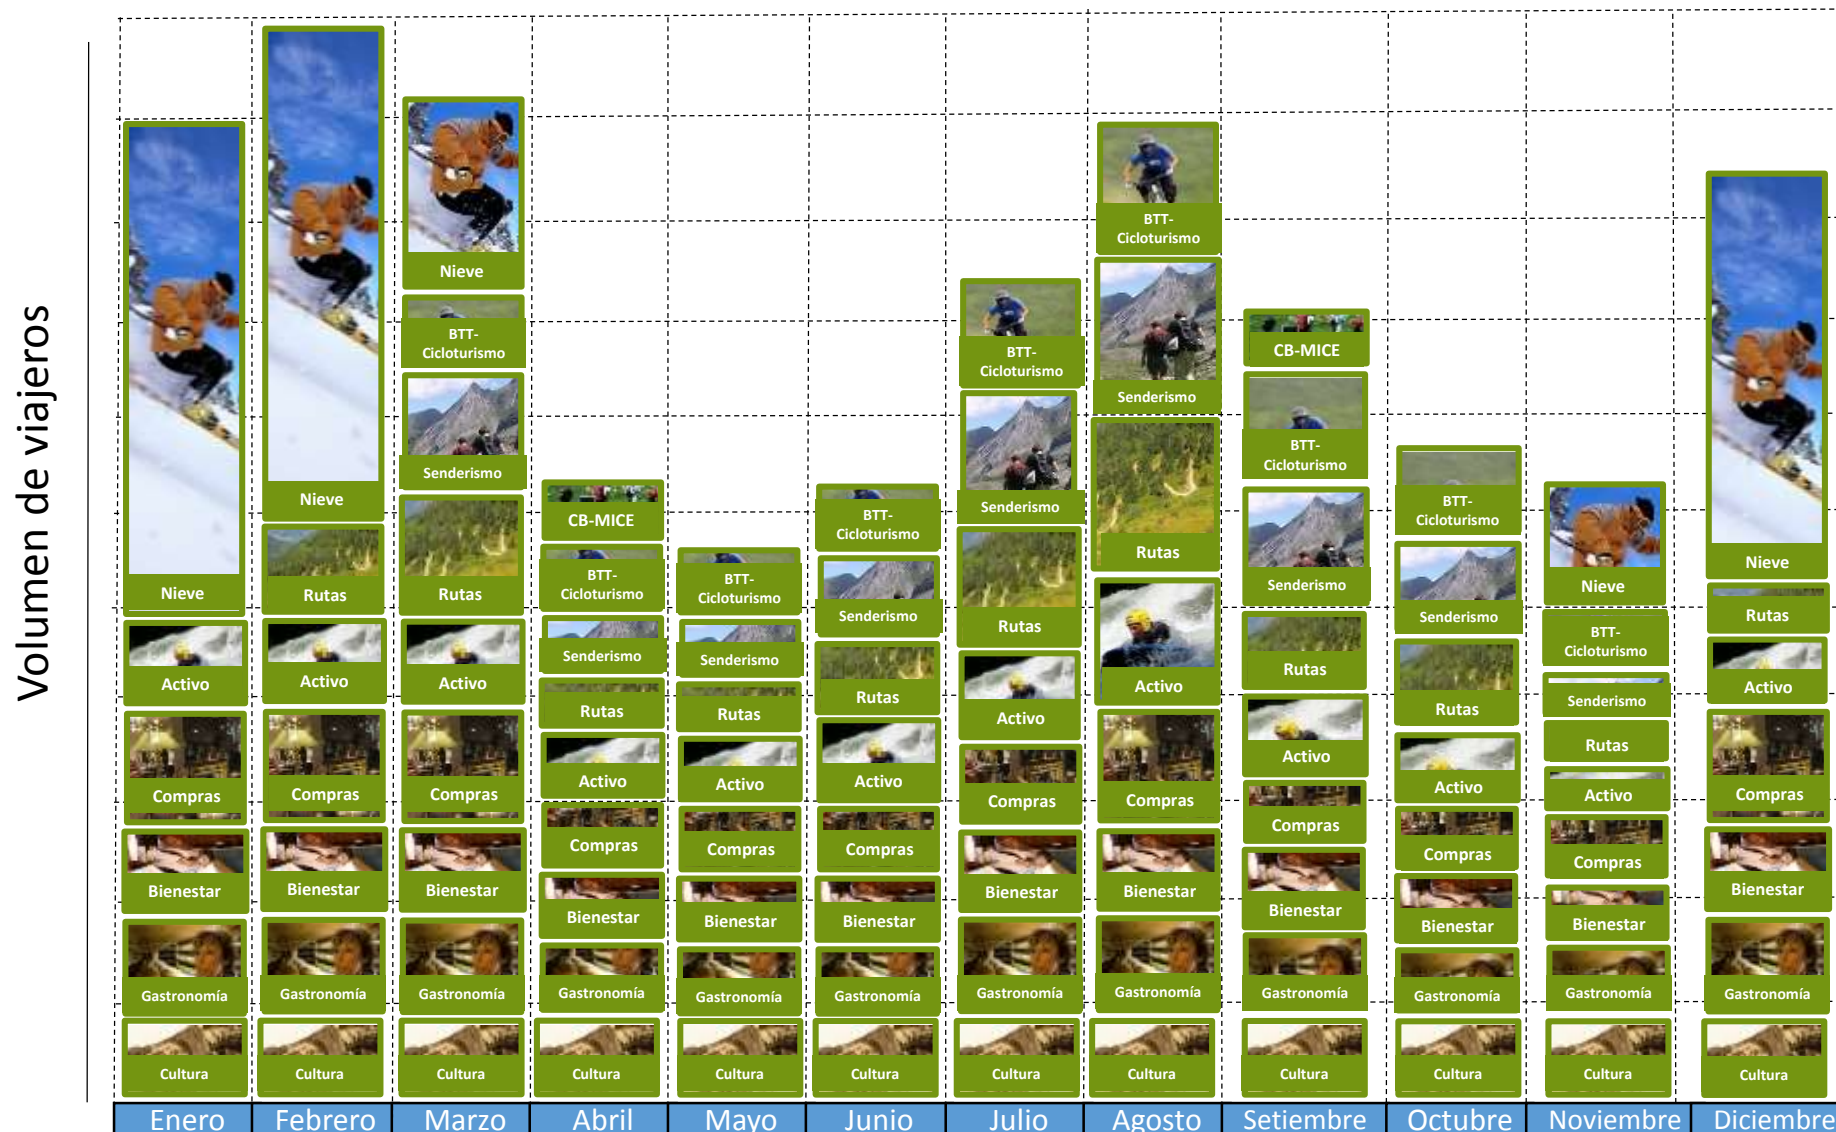 Volumen de viajeros
Nieve
Activo
Compras
Bienestar
Gastronomía
Cultura
Enero
Nieve
Rutas
Activo
Compras
Bienestar
Gastronomía
Cultura
Febrero
Nieve
BTT-
Cicloturismo
Senderismo
Rutas
Activo
Compras
Bienestar
Gastronomía
Cultura
Marzo
CB-MICE
BTT-
Cicloturismo
Senderismo
Rutas
Activo
Compras
Bienestar
Gastronomía
Cultura
Abril
BTT-
Cicloturismo
Senderismo
Rutas
Activo
Compras
Bienestar
Gastronomía
Cultura
Mayo
BTT-
Cicloturismo
Senderismo
Rutas
Activo
Compras
Bienestar
Gastronomía
Cultura
Junio
BTT-
Cicloturismo
Senderismo
Rutas
Activo
Compras
Bienestar
Gastronomía
Cultura
Julio
BTT-
Cicloturismo
Senderismo
Rutas
Activo
Compras
Bienestar
Gastronomía
Cultura
Agosto
CB-MICE
BTT-
Cicloturismo
Senderismo
Rutas
Activo
Compras
Bienestar
Gastronomía
Cultura
Setiembre
BTT-
Cicloturismo
Senderismo
Rutas
Activo
Compras
Bienestar
Gastronomía
Cultura
Octubre
Nieve
BTT-
Cicloturismo
Senderismo
Rutas
Activo
Compras
Bienestar
Gastronomía
Cultura
Noviembre
Nieve
Rutas
Activo
Compras
Bienestar
Gastronomía
Cultura
Diciembre